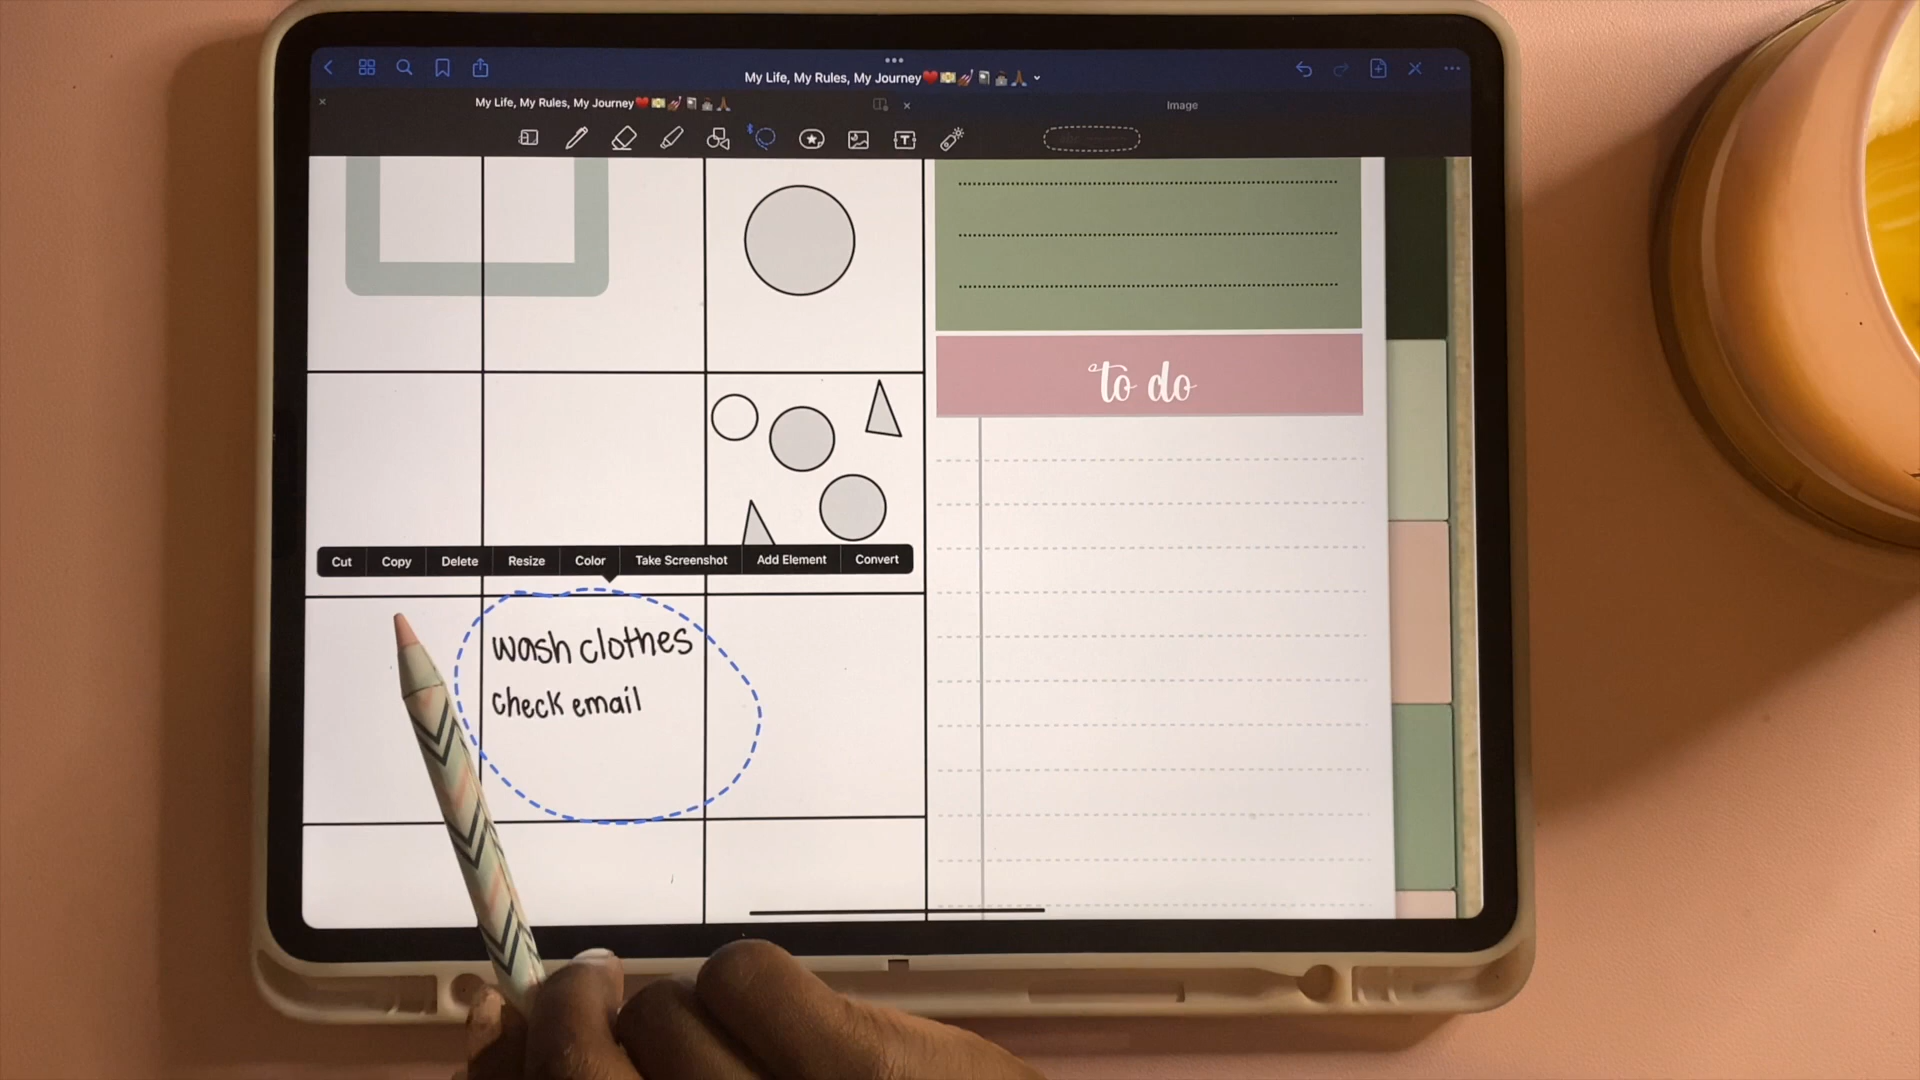 My Life, My Rules, My Journey❤️💵💅🏾📓👩🏾‍🎓🙏🏾
My Life, My Rules, My Journey❤️💵💅🏾📓👩🏾‍🎓🙏🏾
Image
to do
Cut Copy Delete Resize Color Take Screenshot Add Element Convert
wash clothes
check email